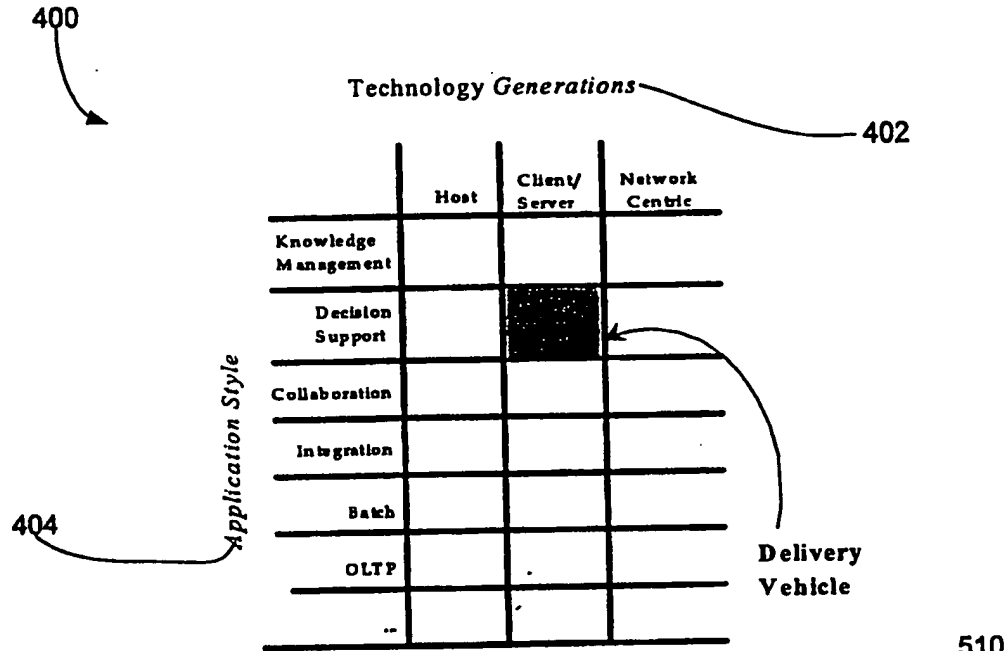 400
Technology Generations
402
Host
Client/
Server
Network
Centric
Knowledge
Management
Decision
Support
Collaboration
Integration
Batch
OLTP
...
Application Style
404
Delivery
Vehicle
510